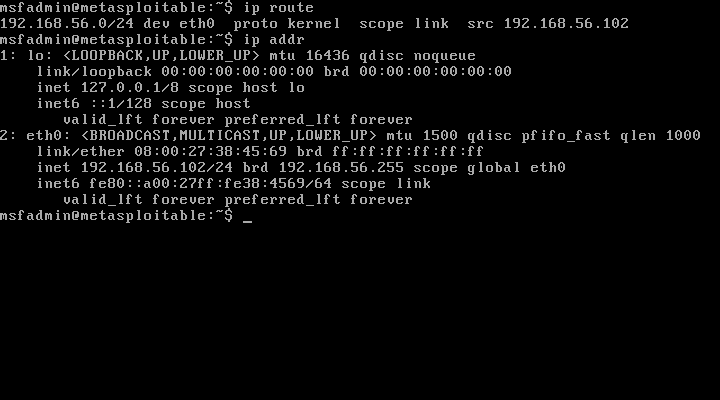 msfadmin@metasploitable:~$ ip route
192.168.56.0/24 dev eth0  proto kernel  scope link  src 192.168.56.102
msfadmin@metasploitable:~$ ip addr
1: lo: <LOOPBACK,UP,LOWER_UP> mtu 16436 qdisc noqueue
    link/loopback 00:00:00:00:00:00 brd 00:00:00:00:00:00
    inet 127.0.0.1/8 scope host lo
    inet6 ::1/128 scope host
       valid_lft forever preferred_lft forever
2: eth0: <BROADCAST,MULTICAST,UP,LOWER_UP> mtu 1500 qdisc pfifo_fast qlen 1000
    link/ether 08:00:27:38:45:69 brd ff:ff:ff:ff:ff:ff
    inet 192.168.56.102/24 brd 192.168.56.255 scope global eth0
    inet6 fe80::a00:27ff:fe38:4569/64 scope link
       valid_lft forever preferred_lft forever
msfadmin@metasploitable:~$ _